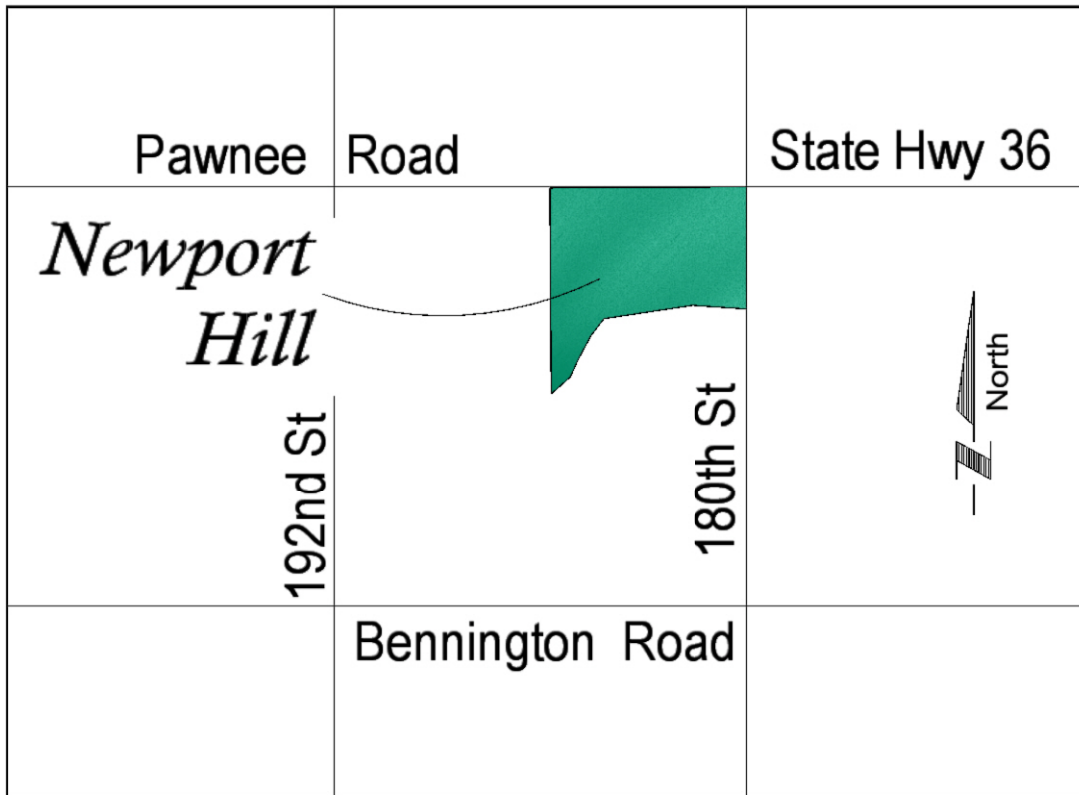 Pawnee Road
State Hwy 36
Newport
Hill
192nd St
180th St
North
Bennington Road